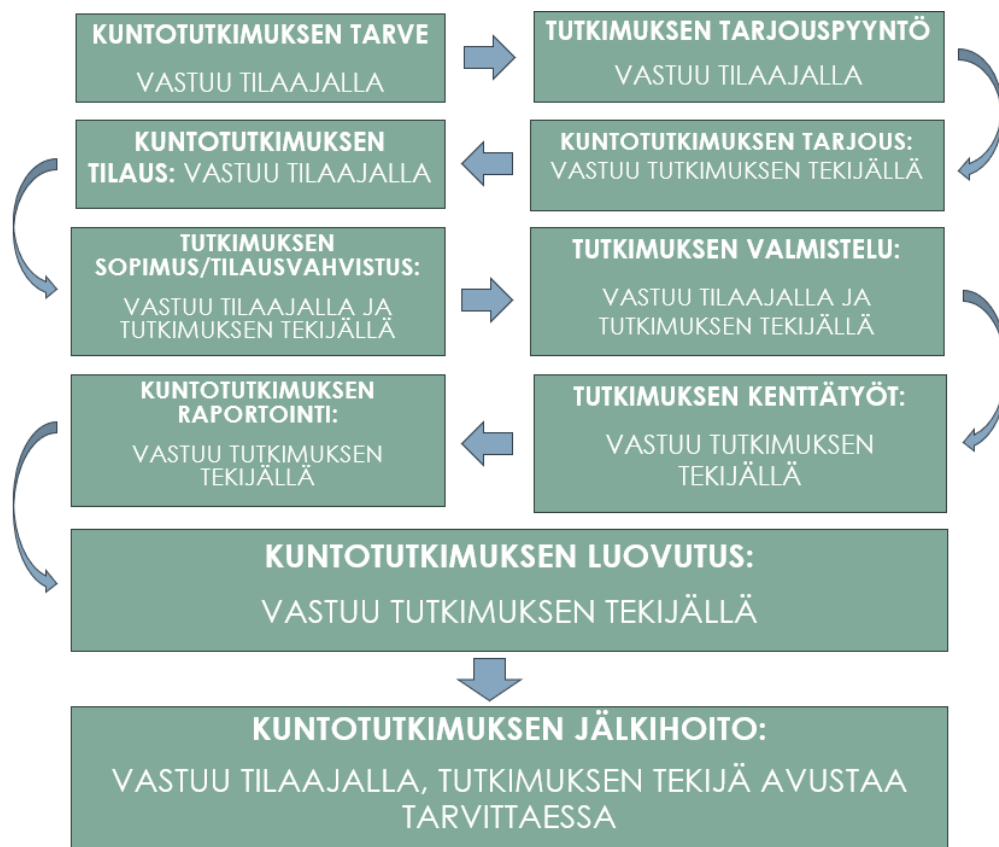 KUNTOTUTKIMUKSEN TARVE
VASTUU TILAAJALLA
TUTKIMUKSEN TARJOUSPYYNTÖ
VASTUU TILAAJALLA
KUNTOTUTKIMUKSEN TARJOUS:
VASTUU TUTKIMUKSEN TEKIJÄLLÄ
KUNTOTUTKIMUKSEN
TILAUS: VASTUU TILAAJALLA
TUTKIMUKSEN
SOPIMUS/TILAUSVAHVISTUS:
VASTUU TILAAJALLA JA
TUTKIMUKSEN TEKIJÄLLÄ
TUTKIMUKSEN VALMISTELU:
VASTUU TILAAJALLA JA
TUTKIMUKSEN TEKIJÄLLÄ
TUTKIMUKSEN KENTTÄTYÖT:
VASTUU TUTKIMUKSEN
TEKIJÄLLÄ
KUNTOTUTKIMUKSEN
RAPORTOINTI:
VASTUU TUTKIMUKSEN
TEKIJÄLLÄ
KUNTOTUTKIMUKSEN LUOVUTUS:
VASTUU TUTKIMUKSEN TEKIJÄLLÄ
KUNTOTUTKIMUKSEN JÄLKIHOITO:
VASTUU TILAAJALLA, TUTKIMUKSEN TEKIJÄ AVUSTAA
TARVITTAESSA